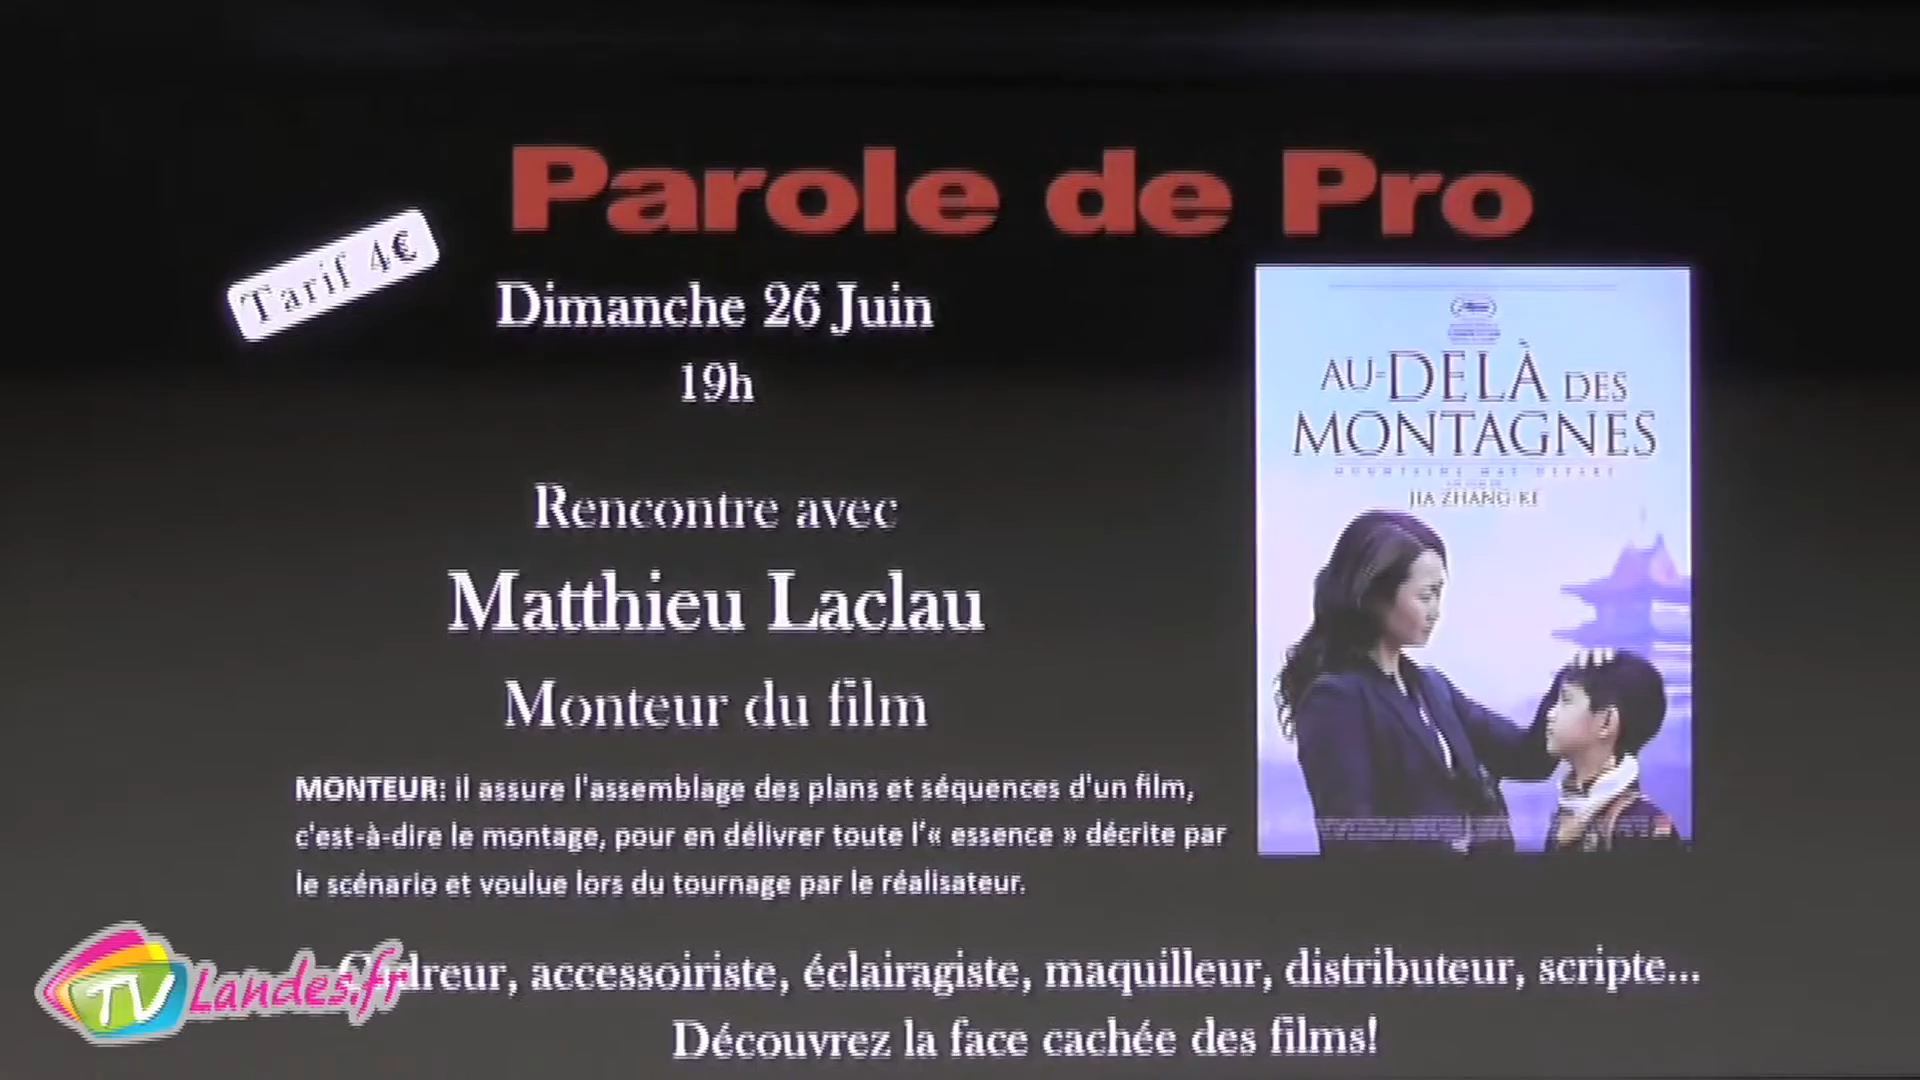 Parole de Pro
Tarif 4€
Dimanche 26 Juin
19h
Rencontre avec
Matthieu Laclau
Monteur du film
MONTEUR: il assure l'assemblage des plans et séquences d'un film,
c'est-à-dire le montage, pour en délivrer toute l'« essence » décrite par
le scénario et voulue lors du tournage par le réalisateur.
AU-DELÀ DES
MONTAGNES
MOUNTAINS MAY DEPART
JIA ZHANG-KE
accessoiriste, éclairagiste, maquilleur, distributeur, scripte...
Découvrez la face cachée des films!
TV Landes.fr